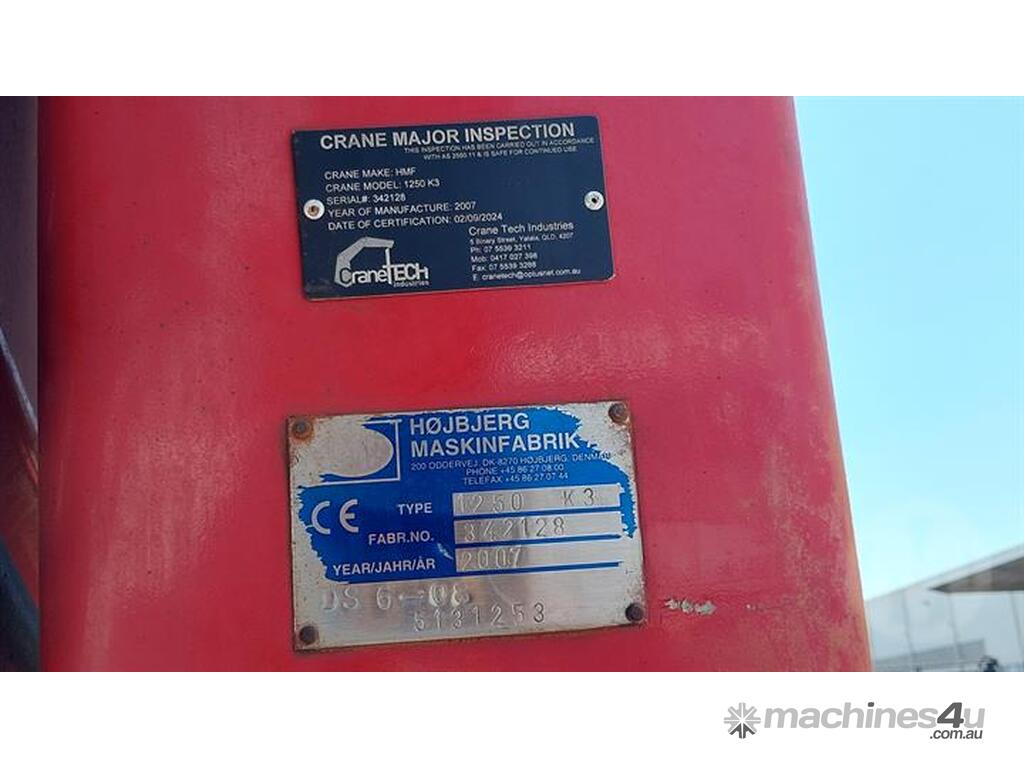 CRANE MAJOR INSPECTION
THIS INSPECTION HAS BEEN CARRIED OUT IN ACCORDANCE
WITH AS 2550.11 & IS SAFE FOR CONTINUED USE
CRANE MAKE: HMF
CRANE MODEL: 1250 K3
SERIAL#: 342128
YEAR OF MANUFACTURE: 2007
DATE OF CERTIFICATION: 02/09/2024
CraneTECH
industries
Crane Tech Industries
5 Binary Street, Yatala, QLD, 4207
Ph: 07 5539 3211
Mob: 0417 027 398
Fax: 07 5539 3288
E: cranetech@optusnet.com.au
HØJBJERG
MASKINFABRIK
200 ODDERVEJ. DK-8270 HØJBJERG. DENMARK
PHONE +45 86 27 08 00
TELEFAX +45 86 27 07 44
CE
TYPE 1250 K3
FABR.NO. 342128
YEAR/JAHR/ÅR 2007
DS 6-08
5131253
machines4u
.com.au